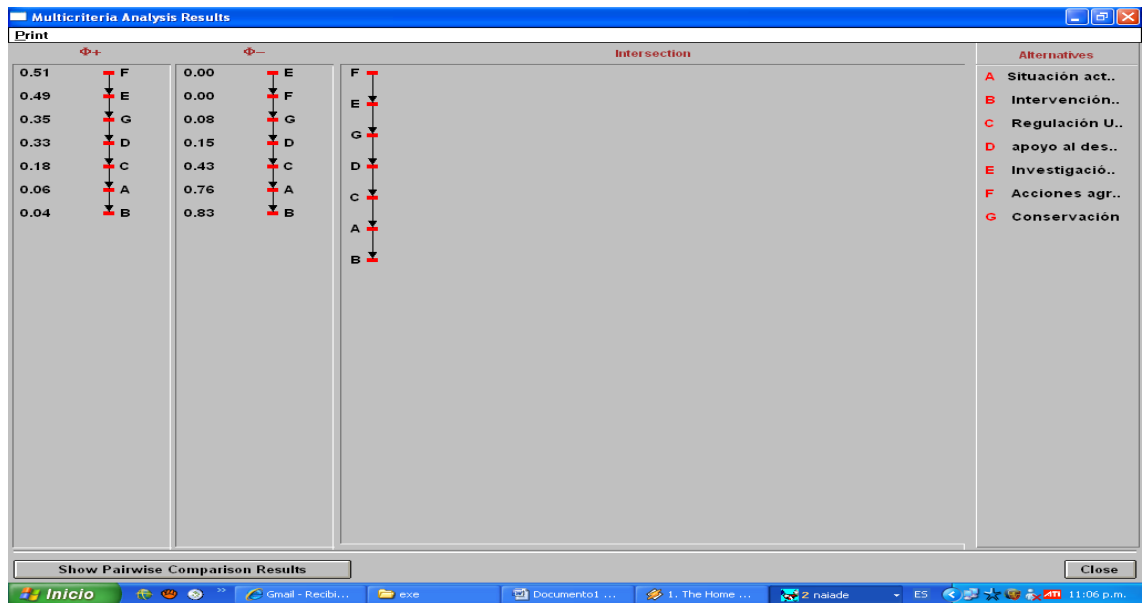 Multicriteria Analysis Results
Print
Φ+ Φ− Intersection Alternatives
0.51 F 0.00 E F A Situación act..
0.49 E 0.00 F E B Intervención..
0.35 G 0.08 G G C Regulación U..
0.33 D 0.15 D D D apoyo al des..
0.18 C 0.43 C C E Investigació..
0.06 A 0.76 A A F Acciones agr..
0.04 B 0.83 B B G Conservación
Show Pairwise Comparison Results Close
Inicio » Gmail - Recibi... exe Documento1 ... 1. The Home ... 2 naiade ES 11:06 p.m.